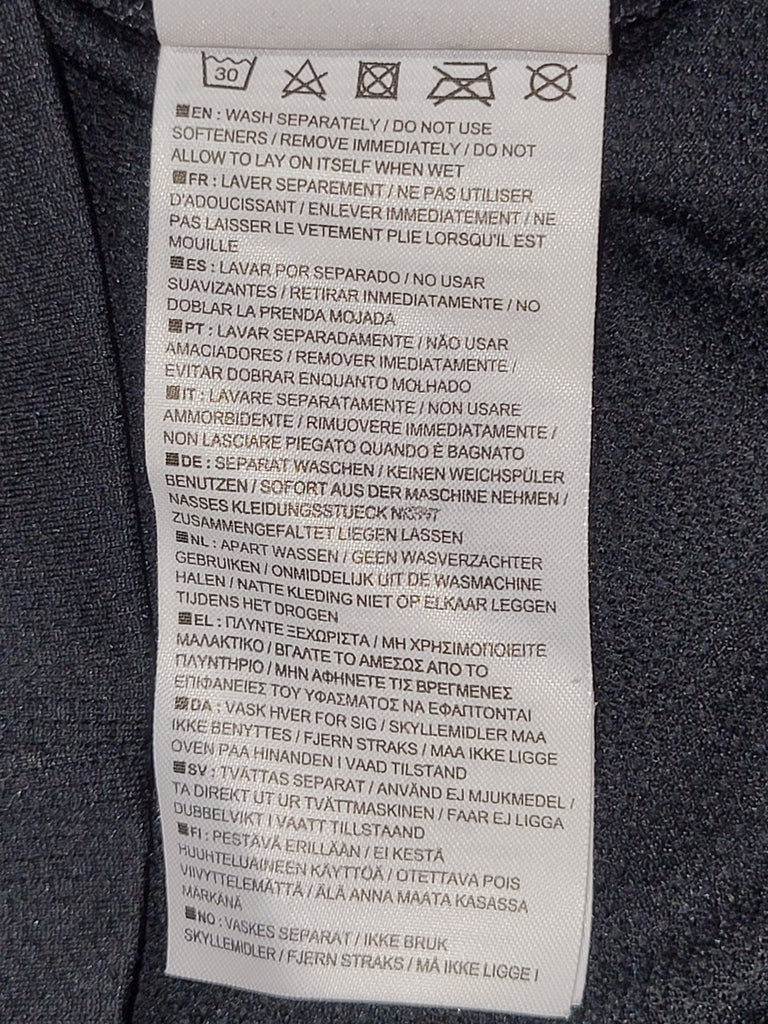 30
EN : WASH SEPARATELY / DO NOT USE
SOFTENERS / REMOVE IMMEDIATELY / DO NOT
ALLOW TO LAY ON ITSELF WHEN WET
FR : LAVER SEPAREMENT / NE PAS UTILISER
D'ADOUCISSANT / ENLEVER IMMEDIATEMENT / NE
PAS LAISSER LE VETEMENT PLIE LORSQU'IL EST
MOUILLE
ES : LAVAR POR SEPARADO / NO USAR
SUAVIZANTES / RETIRAR INMEDIATAMENTE / NO
DOBLAR LA PRENDA MOJADA
PT : LAVAR SEPARADAMENTE / NÃO USAR
AMACIADORES / REMOVER IMEDIATAMENTE /
EVITAR DOBRAR ENQUANTO MOLHADO
IT : LAVARE SEPARATAMENTE / NON USARE
AMMORBIDENTE / RIMUOVERE IMMEDIATAMENTE /
NON LASCIARE PIEGATO QUANDO È BAGNATO
DE : SEPARAT WASCHEN / KEINEN WEICHSPÜLER
BENUTZEN / SOFORT AUS DER MASCHINE NEHMEN /
NASSES KLEIDUNGSSTUECK
ZUSAMMENGEFALTET LIEGEN LASSEN
NL : APART WASSEN / GEEN WASVERZACHTER
GEBRUIKEN / ONMIDDELIJK UIT DE WASMACHINE
HALEN / NATTE KLEDING NIET OP ELKAAR LEGGEN
TIJDENS HET DROGEN
EL : ΠΛΥΝΤΕ ΞΕΧΩΡΙΣΤΑ / ΜΗ ΧΡΗΣΙΜΟΠΟΙΕΙΤΕ
ΜΑΛΑΚΤΙΚΟ / ΒΓΑΛΤΕ ΤΟ ΑΜΕΣΩΣ ΑΠΟ ΤΟ
ΠΛΥΝΤΗΡΙΟ / ΜΗΝ ΑΦΗΝΕΤΕ ΤΙΣ ΒΡΕΓΜΕΝΕΣ
ΕΠΙΦΑΝΕΙΕΣ ΤΟΥ ΥΦΑΣΜΑΤΟΣ ΝΑ ΕΦΑΠΤΟΝΤΑΙ
DA : VASK HVER FOR SIG / SKYLLEMIDLER MAA
IKKE BENYTTES / FJERN STRAKS / MAA IKKE LIGGE
OVEN PAA HINANDEN I VAAD TILSTAND
SV : TVÄTTAS SEPARAT / ANVÄND EJ MJUKMEDEL /
TA DIREKT UT UR TVÄTTMASKINEN / FAAR EJ LIGGA
DUBBELVIKT I VAATT TILLSTAAND
FI : PESTÄVÄ ERILLÄÄN / EI KESTÄ
HUUHTELUAINEEN KÄYTTÖÄ / OTETTAVA POIS
VIIVYTTELEMÄTTÄ / ÄLÄ ANNA MAATA KASASSA
MÄRKÄNÄ
NO : VASKES SEPARAT / IKKE BRUK
SKYLLEMIDLER / FJERN STRAKS / MÅ IKKE LIGGE I